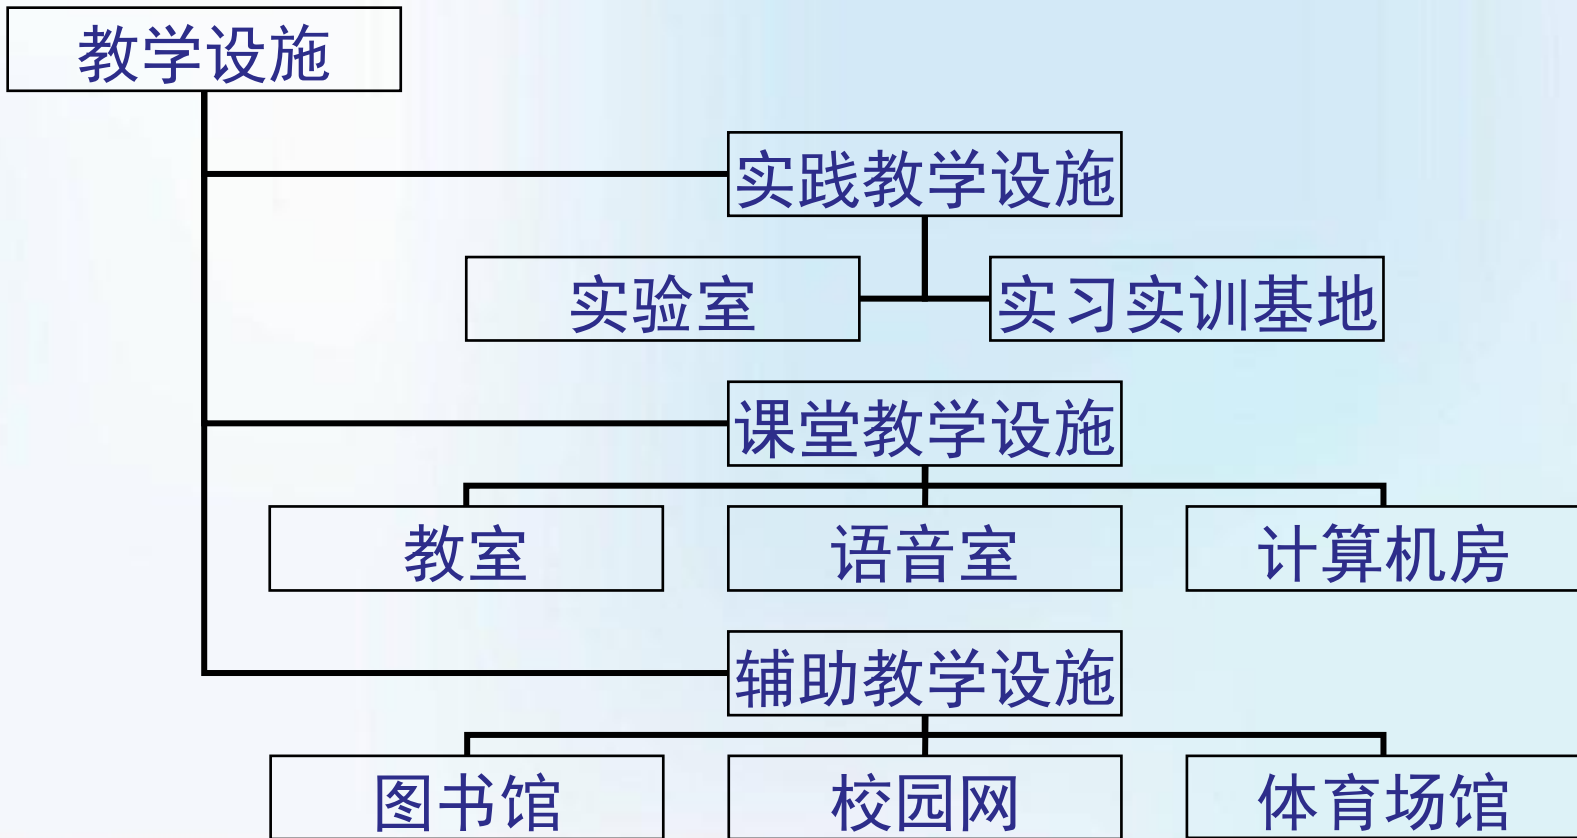 教学设施
实践教学设施
实验室
实习实训基地
课堂教学设施
教室
语音室
计算机房
辅助教学设施
图书馆
校园网
体育场馆